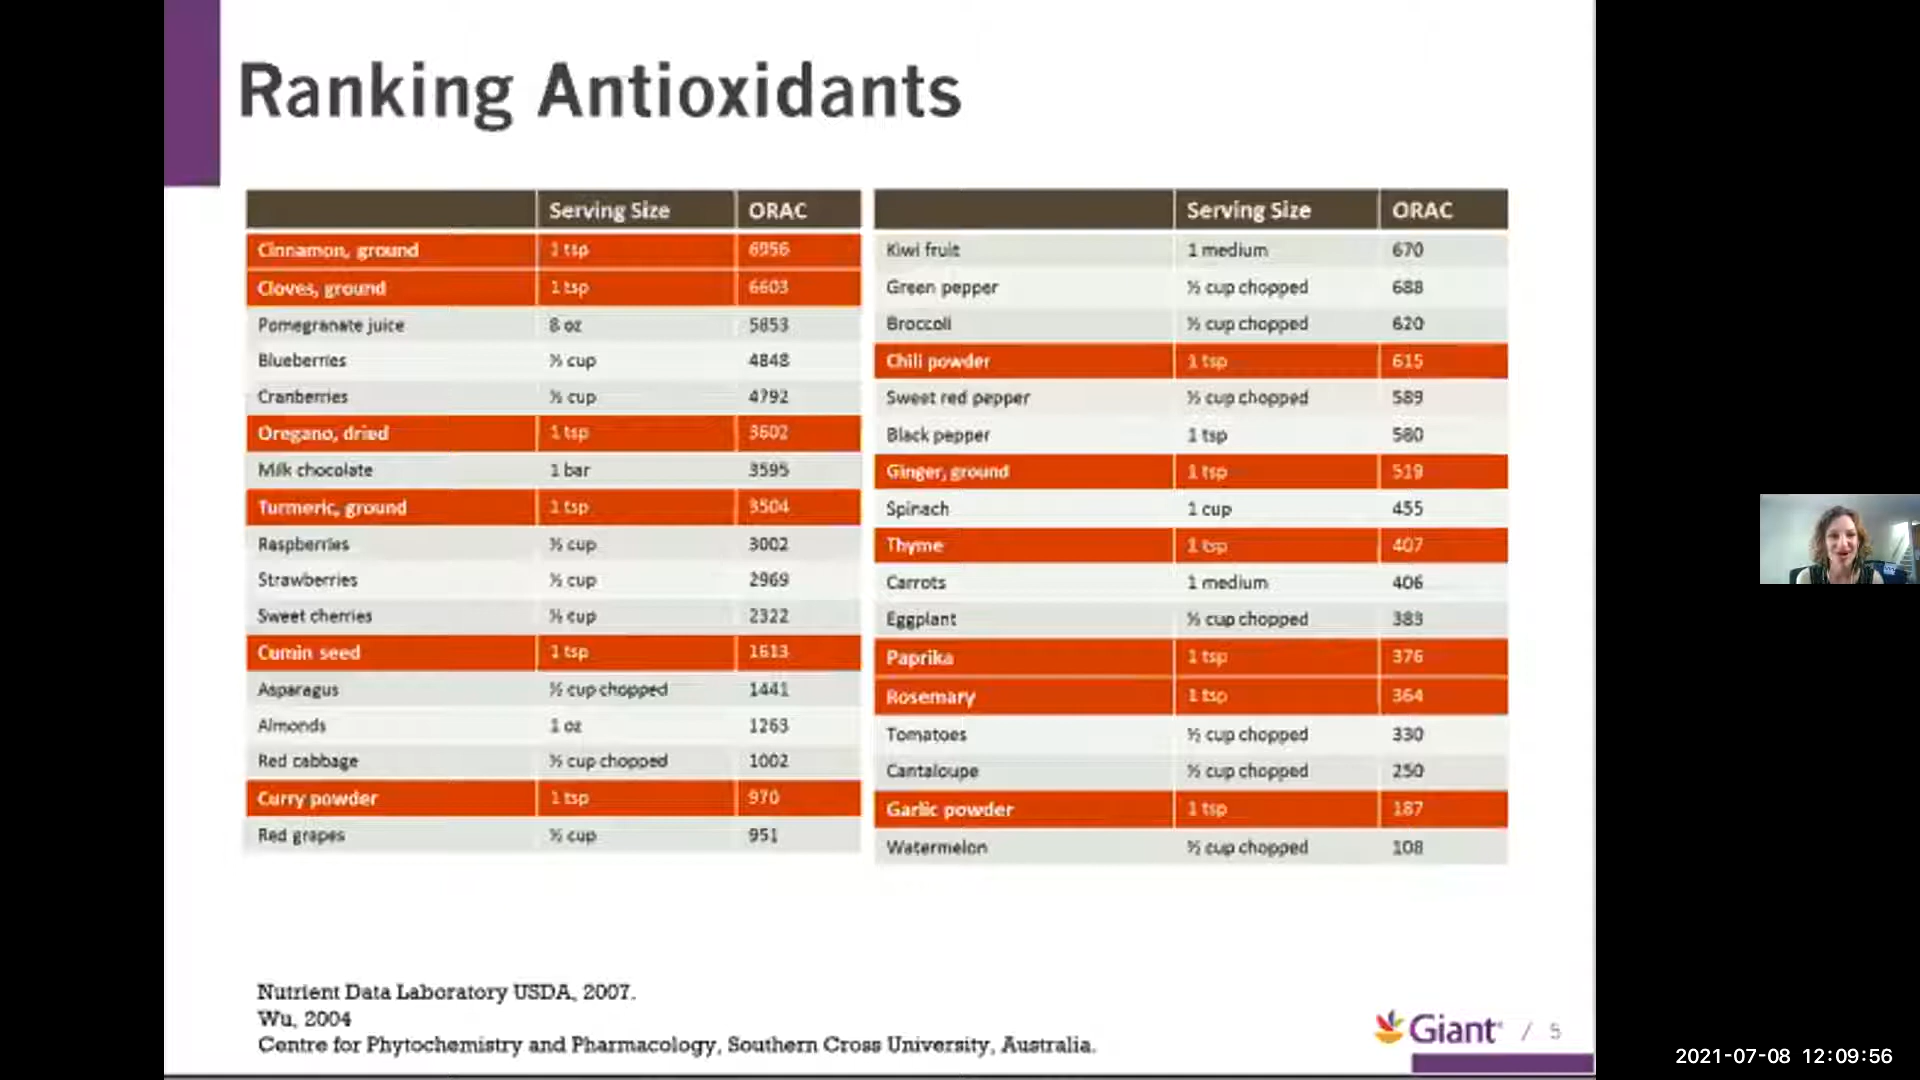 Ranking Antioxidants
Serving Size ORAC
Cinnamon, ground 1 tsp 6956
Cloves, ground 1 tsp 6603
Pomegranate juice 8 oz 5853
Blueberries ½ cup 4848
Cranberries ½ cup 4792
Oregano, dried 1 tsp 3602
Milk chocolate 1 bar 3595
Turmeric, ground 1 tsp 3504
Raspberries ½ cup 3002
Strawberries ½ cup 2969
Sweet cherries ½ cup 2322
Cumin seed 1 tsp 1613
Asparagus ½ cup chopped 1441
Almonds 1 oz 1263
Red cabbage ½ cup chopped 1002
Curry powder 1 tsp 970
Red grapes ½ cup 951
Serving Size ORAC
Kiwi fruit 1 medium 670
Green pepper ½ cup chopped 688
Broccoli ½ cup chopped 620
Chili powder 1 tsp 615
Sweet red pepper ½ cup chopped 589
Black pepper 1 tsp 580
Ginger, ground 1 tsp 519
Spinach 1 cup 455
Thyme 1 tsp 407
Carrots 1 medium 406
Eggplant ½ cup chopped 383
Paprika 1 tsp 376
Rosemary 1 tsp 364
Tomatoes ½ cup chopped 330
Cantaloupe ½ cup chopped 250
Garlic powder 1 tsp 187
Watermelon ½ cup chopped 108
Nutrient Data Laboratory USDA, 2007.
Wu, 2004
Centre for Phytochemistry and Pharmacology, Southern Cross University, Australia.
Giant / 5
2021-07-08 12:09:56